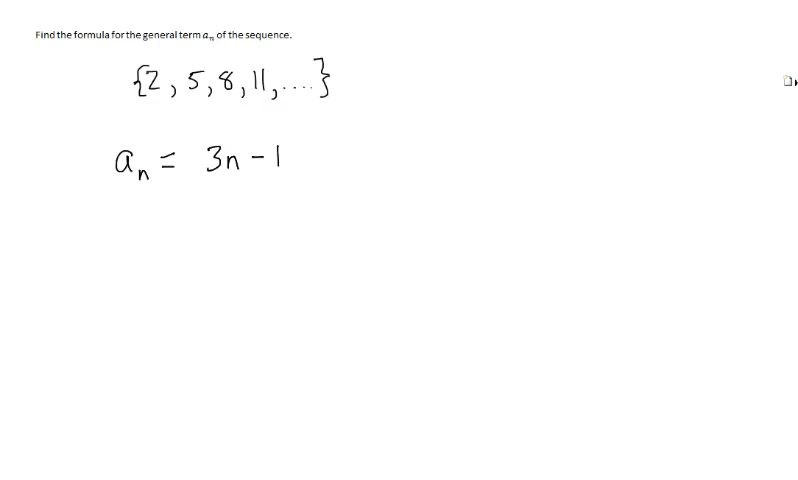 Find the formula for the general term aₙ of the sequence.
{2, 5, 8, 11, ....}
aₙ = 3n - 1